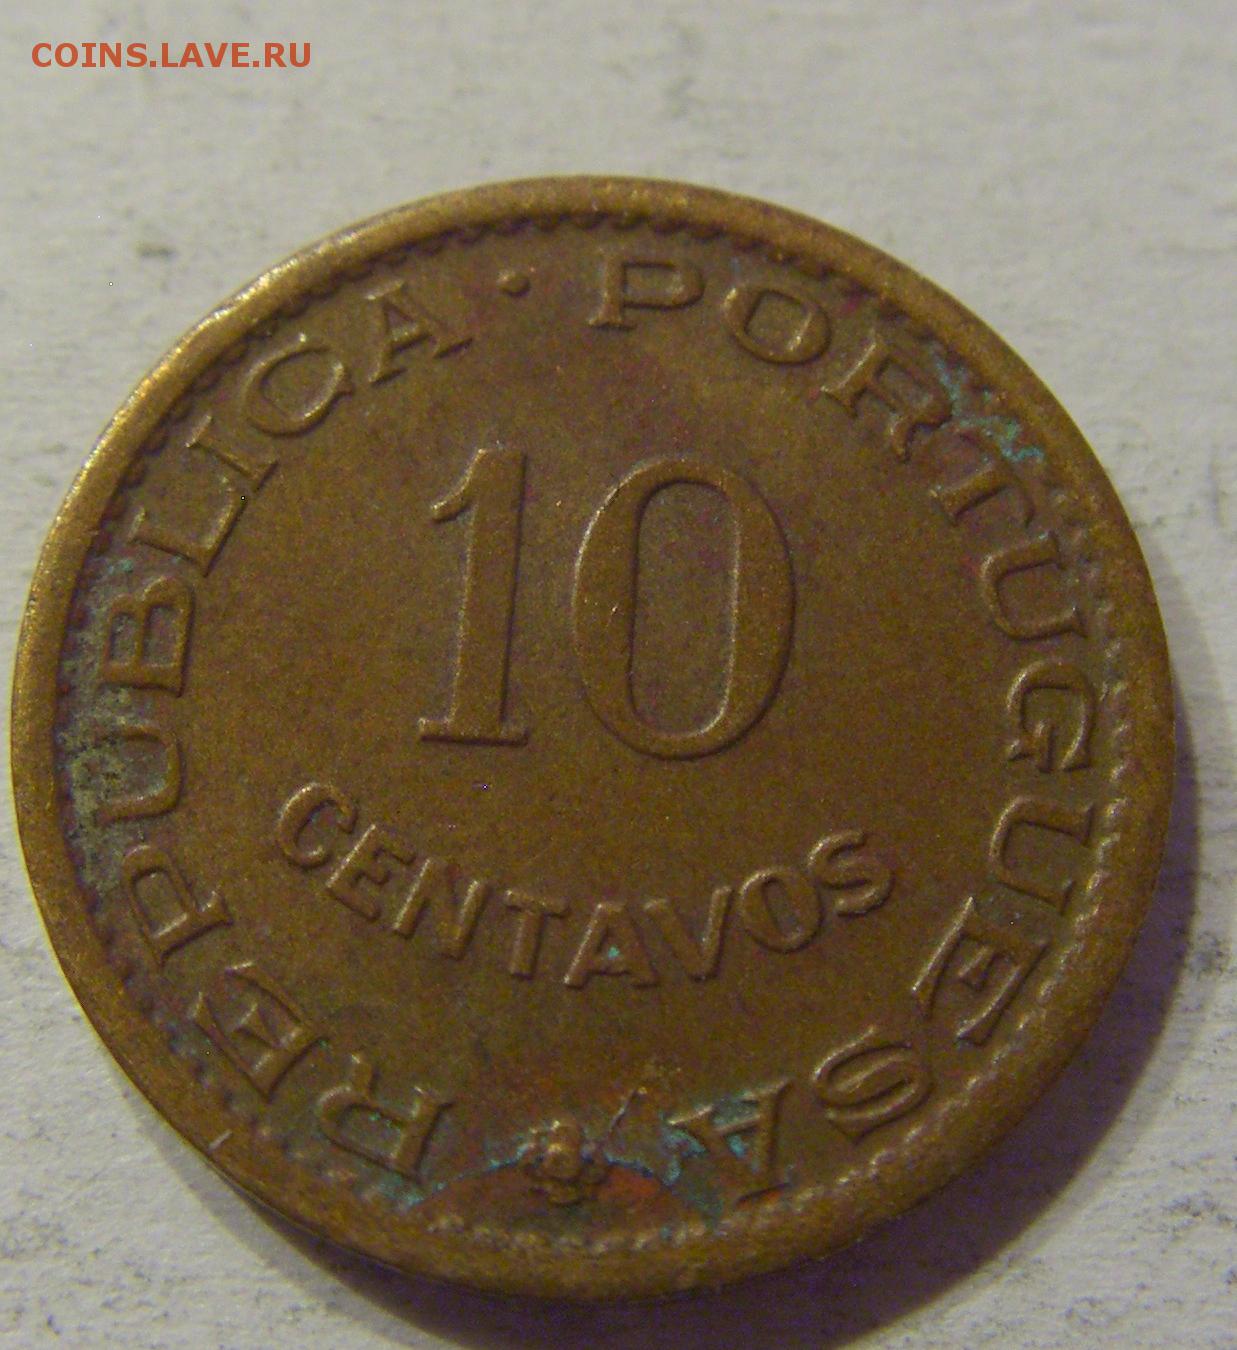 COINS.LAVE.RU
REPUBLICA · PORTUGUESA
10
CENTAVOS